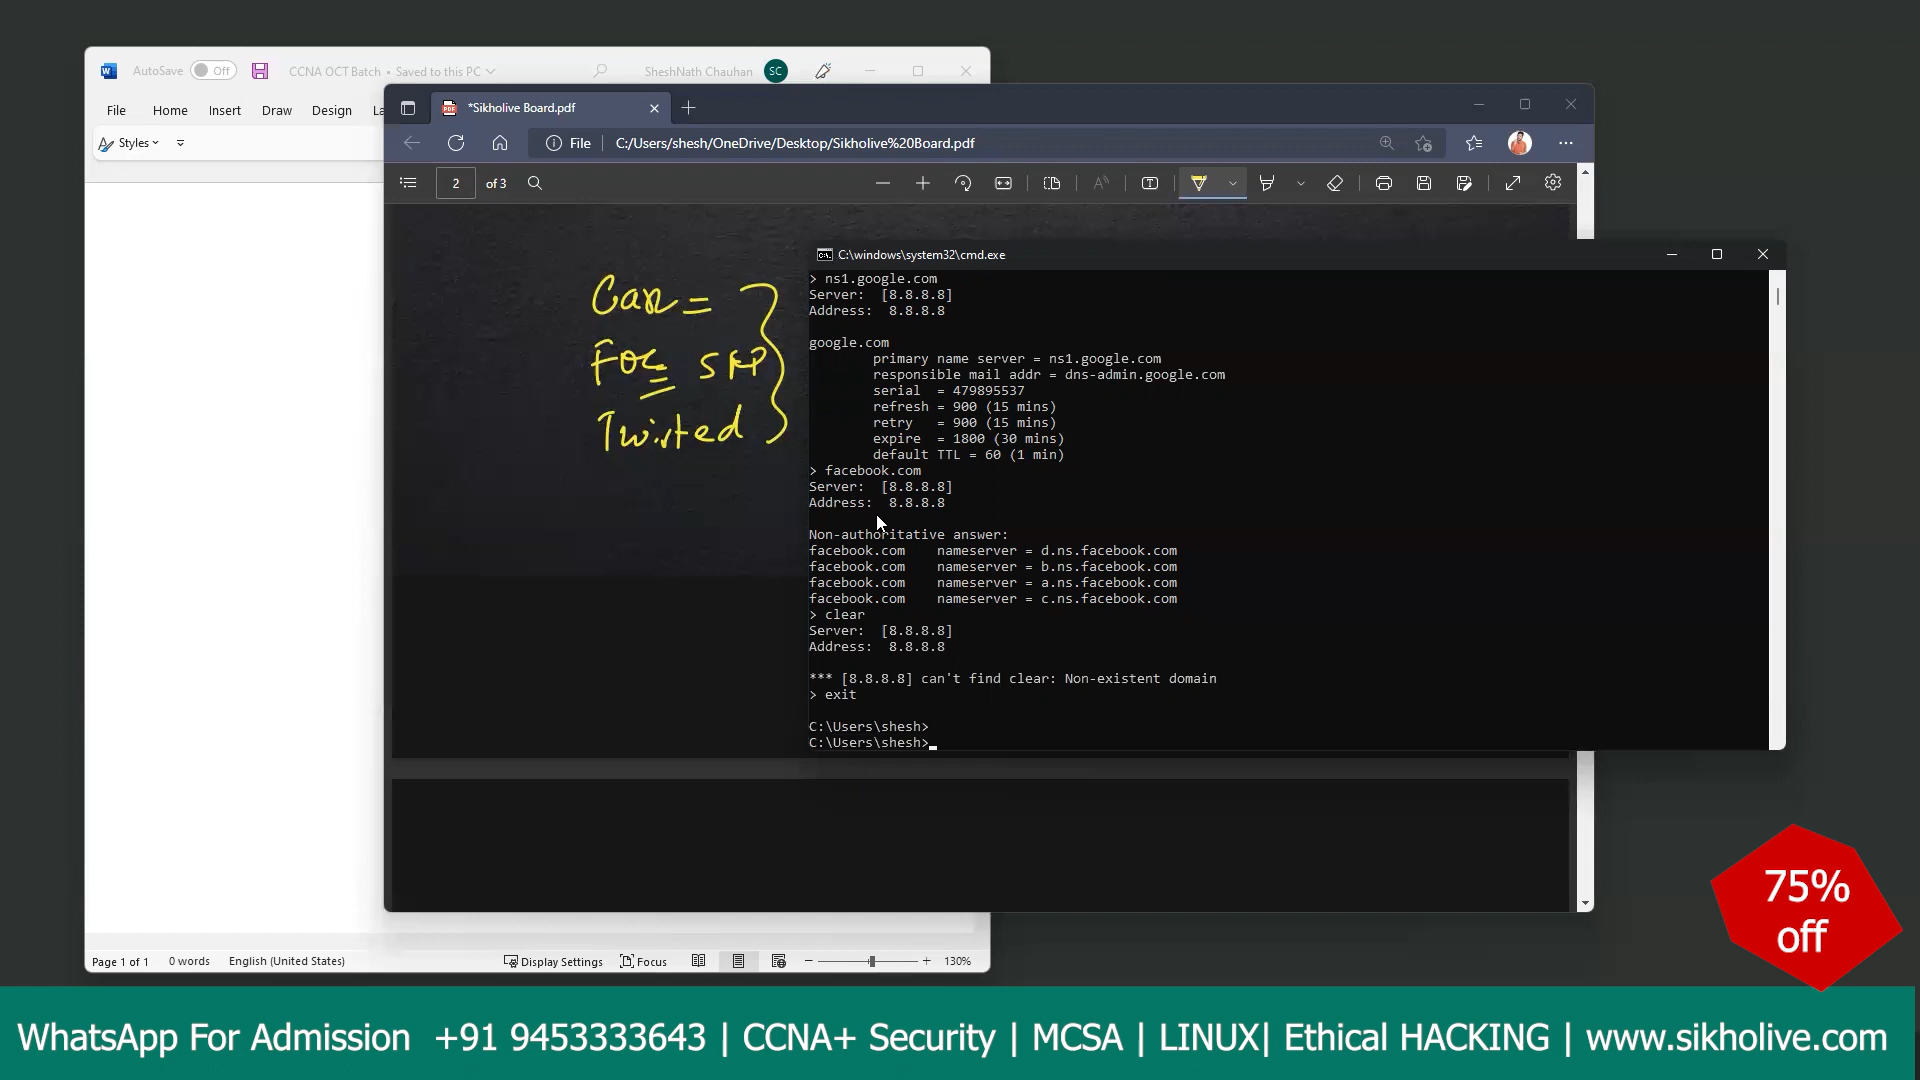 AutoSave Off CCNA OCT Batch • Saved to this PC SheshNath Chauhan SC
File Home Insert Draw Design La
Styles
*Sikholive Board.pdf
File C:/Users/shesh/OneDrive/Desktop/Sikholive%20Board.pdf
2 of 3
FOC SFP
Twisted
C:\windows\system32\cmd.exe
> ns1.google.com
Server:  [8.8.8.8]
Address:  8.8.8.8
google.com
primary name server = ns1.google.com
responsible mail addr = dns-admin.google.com
serial  = 479895537
refresh = 900 (15 mins)
retry   = 900 (15 mins)
expire  = 1800 (30 mins)
default TTL = 60 (1 min)
> facebook.com
Server:  [8.8.8.8]
Address:  8.8.8.8
Non-authoritative answer:
facebook.com    nameserver = d.ns.facebook.com
facebook.com    nameserver = b.ns.facebook.com
facebook.com    nameserver = a.ns.facebook.com
facebook.com    nameserver = c.ns.facebook.com
> clear
Server:  [8.8.8.8]
Address:  8.8.8.8
*** [8.8.8.8] can't find clear: Non-existent domain
> exit
C:\Users\shesh>
C:\Users\shesh>
75%
off
Page 1 of 1 0 words English (United States) Display Settings Focus 130%
WhatsApp For Admission +91 9453333643 | CCNA+ Security | MCSA | LINUX| Ethical HACKING | www.sikholive.com